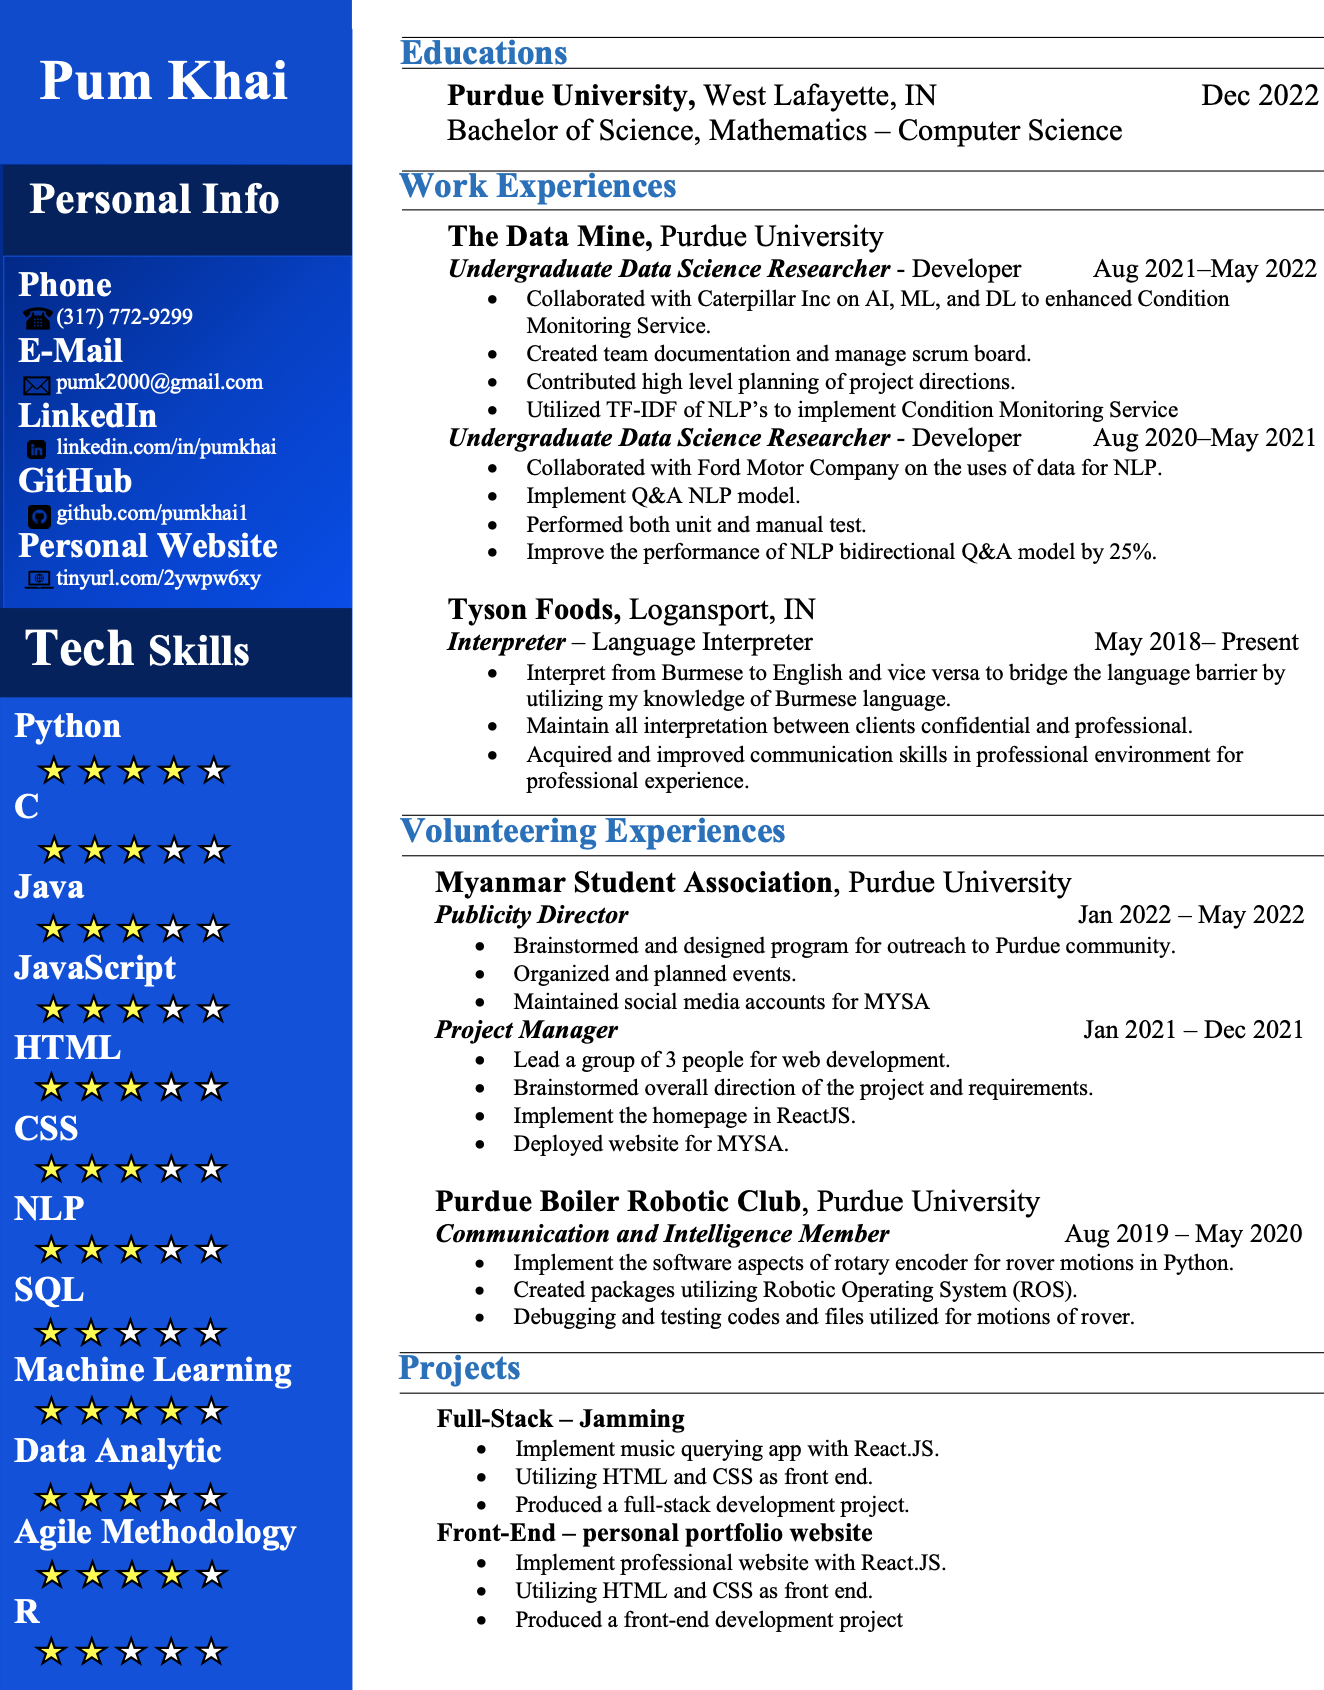 Pum Khai
Personal Info
Phone
(317) 772-9299
E-Mail
pumk2000@gmail.com
LinkedIn
linkedin.com/in/pumkhai
GitHub
github.com/pumkhai1
Personal Website
tinyurl.com/2ywpw6xy
Tech Skills
Python
C
Java
JavaScript
HTML
CSS
NLP
SQL
Machine Learning
Data Analytic
Agile Methodology
R
Educations
Purdue University, West Lafayette, IN Dec 2022
Bachelor of Science, Mathematics – Computer Science
Work Experiences
The Data Mine, Purdue University
Undergraduate Data Science Researcher - Developer Aug 2021–May 2022
• Collaborated with Caterpillar Inc on AI, ML, and DL to enhanced Condition
Monitoring Service.
• Created team documentation and manage scrum board.
• Contributed high level planning of project directions.
• Utilized TF-IDF of NLP’s to implement Condition Monitoring Service
Undergraduate Data Science Researcher - Developer Aug 2020–May 2021
• Collaborated with Ford Motor Company on the uses of data for NLP.
• Implement Q&A NLP model.
• Performed both unit and manual test.
• Improve the performance of NLP bidirectional Q&A model by 25%.
Tyson Foods, Logansport, IN
Interpreter – Language Interpreter May 2018– Present
• Interpret from Burmese to English and vice versa to bridge the language barrier by
utilizing my knowledge of Burmese language.
• Maintain all interpretation between clients confidential and professional.
• Acquired and improved communication skills in professional environment for
professional experience.
Volunteering Experiences
Myanmar Student Association, Purdue University
Publicity Director Jan 2022 – May 2022
• Brainstormed and designed program for outreach to Purdue community.
• Organized and planned events.
• Maintained social media accounts for MYSA
Project Manager Jan 2021 – Dec 2021
• Lead a group of 3 people for web development.
• Brainstormed overall direction of the project and requirements.
• Implement the homepage in ReactJS.
• Deployed website for MYSA.
Purdue Boiler Robotic Club, Purdue University
Communication and Intelligence Member Aug 2019 – May 2020
• Implement the software aspects of rotary encoder for rover motions in Python.
• Created packages utilizing Robotic Operating System (ROS).
• Debugging and testing codes and files utilized for motions of rover.
Projects
Full-Stack – Jamming
• Implement music querying app with React.JS.
• Utilizing HTML and CSS as front end.
• Produced a full-stack development project.
Front-End – personal portfolio website
• Implement professional website with React.JS.
• Utilizing HTML and CSS as front end.
• Produced a front-end development project